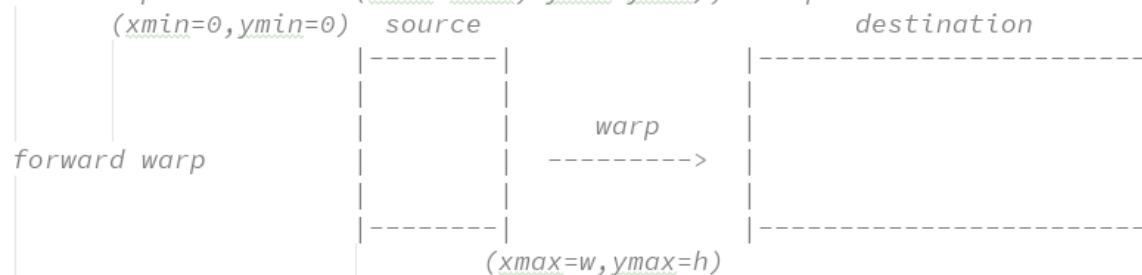 (xmin=0,ymin=0) source destination
|--------| |------------------------
| | |
| | warp |
forward warp | | ---------> |
| | |
|--------| |------------------------
(xmax=w,ymax=h)